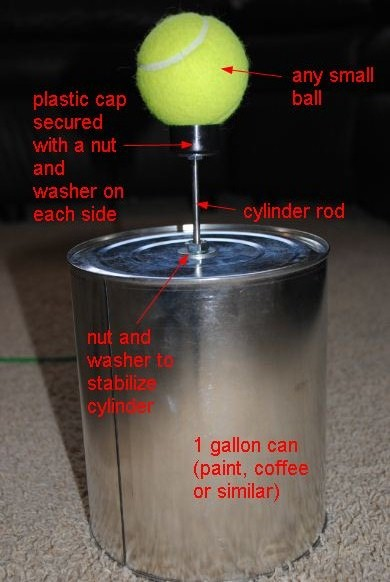 any small
ball
plastic cap
secured
with a nut
and
washer on
each side
cylinder rod
nut and
washer to
stabilize
cylinder
1 gallon can
(paint, coffee
or similar)